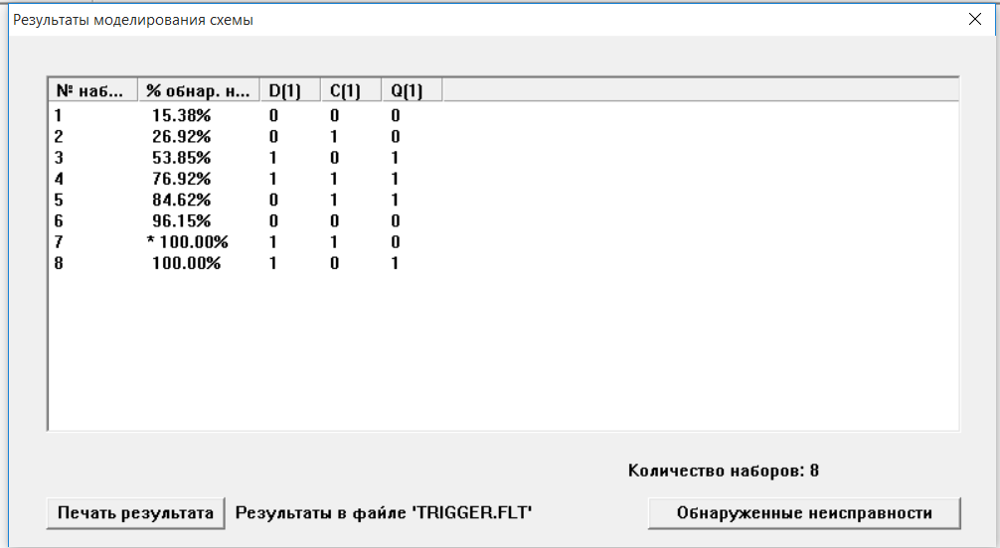 Результаты моделирования схемы
№ наб... % обнар. н... D(1) C(1) Q(1)
1 15.38% 0 0 0
2 26.92% 0 1 0
3 53.85% 1 0 1
4 76.92% 1 1 1
5 84.62% 0 1 1
6 96.15% 0 0 0
7 * 100.00% 1 1 0
8 100.00% 1 0 1
Количество наборов: 8
Печать результата Результаты в файле 'TRIGGER.FLT' Обнаруженные неисправности